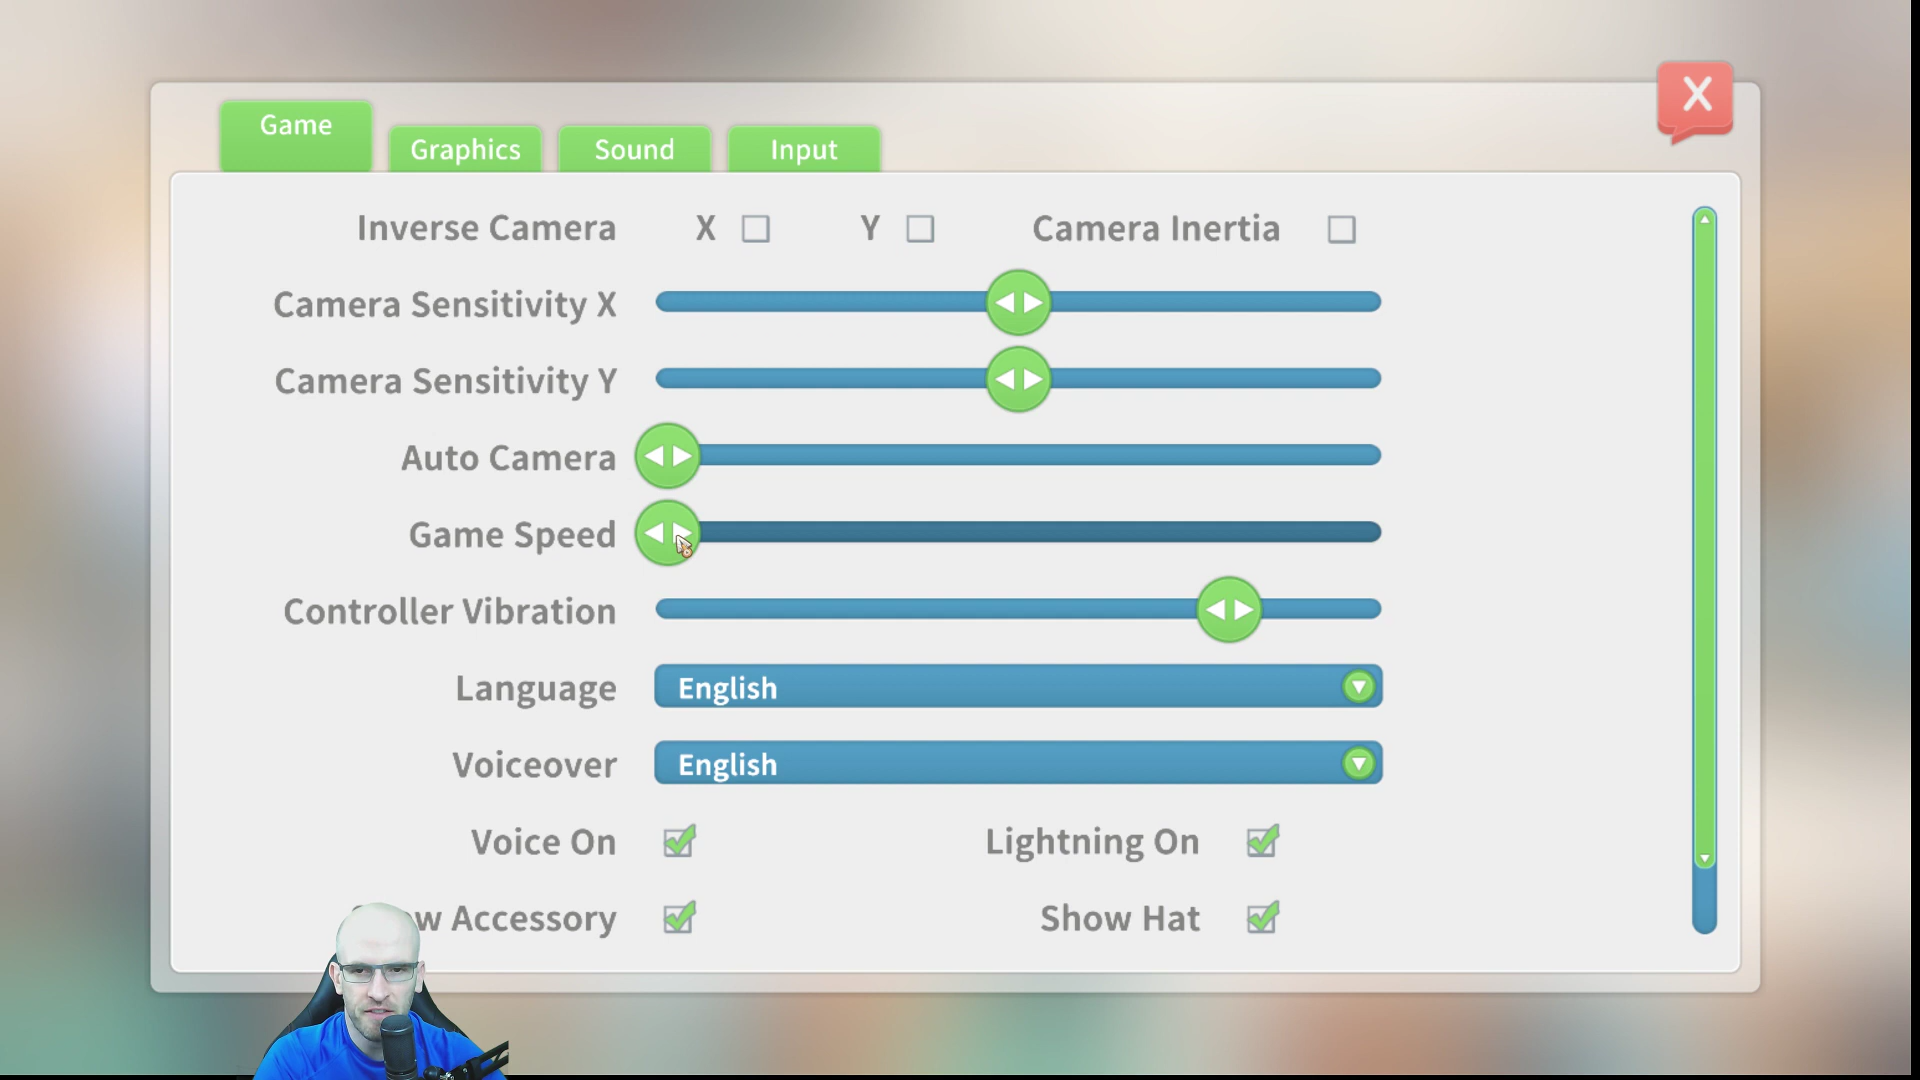 X
Game
Graphics
Sound
Input
Inverse Camera X Y Camera Inertia
Camera Sensitivity X
Camera Sensitivity Y
Auto Camera
Game Speed
Controller Vibration
Language English
Voiceover English
Voice On Lightning On
Accessory Show Hat